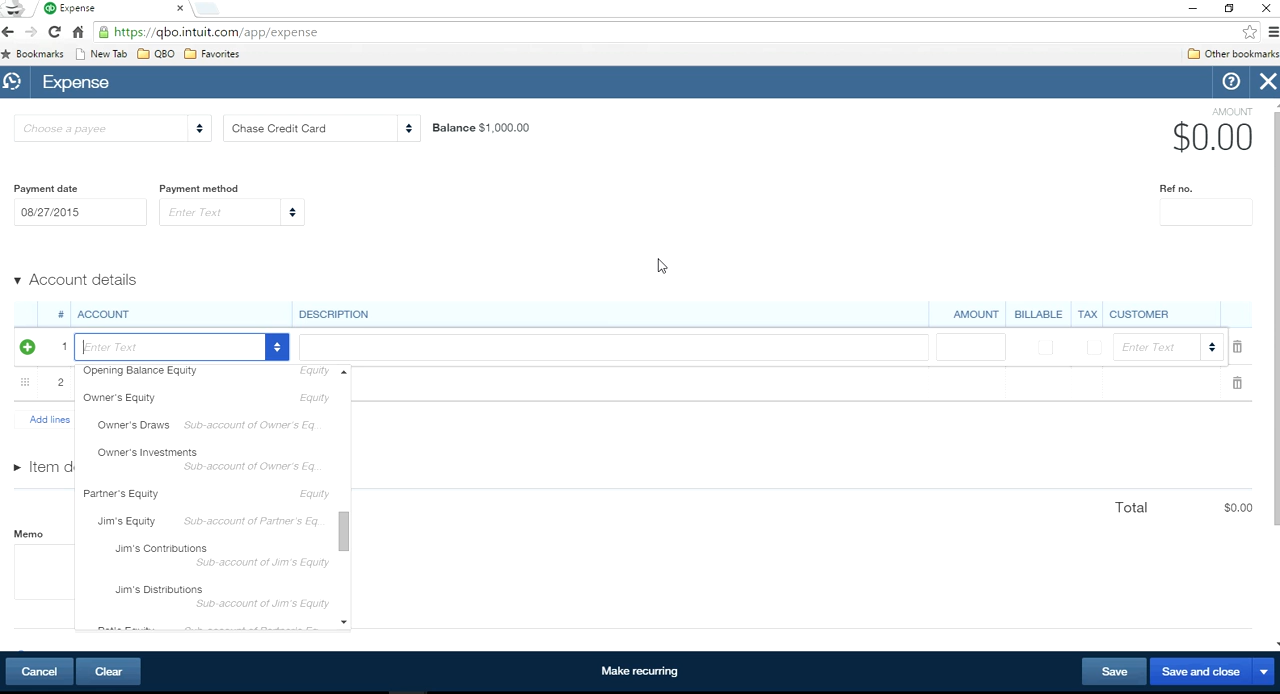 Expense
https://qbo.intuit.com/app/expense
Bookmarks New Tab QBO Favorites Other bookmarks
Expense
AMOUNT
Choose a payee Chase Credit Card Balance $1,000.00
$0.00
Payment date Payment method Ref no.
08/27/2015 Enter Text
Account details
# ACCOUNT DESCRIPTION AMOUNT BILLABLE TAX CUSTOMER
1 Enter Text Enter Text
Opening Balance Equity Equity
2
Owner's Equity Equity
Add lines
Owner's Draws Sub-account of Owner's Eq...
Owner's Investments
Sub-account of Owner's Eq...
Item d
Partner's Equity Equity
Total $0.00
Jim's Equity Sub-account of Partner's Eq...
Memo
Jim's Contributions
Sub-account of Jim's Equity
Jim's Distributions
Sub-account of Jim's Equity
Cancel Clear Make recurring Save Save and close